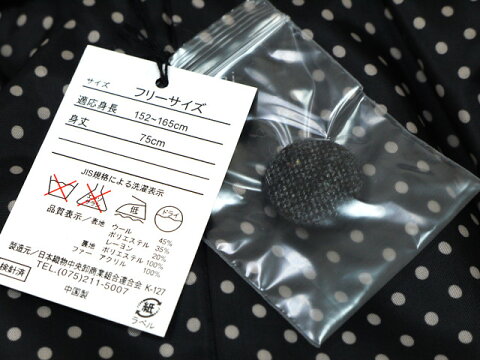 サイズ フリーサイズ
適応身長 152~165cm
身丈 75cm
JIS規格による洗濯表示
低 ドライ
品質表示/表地 ウール 45%
ポリエステル 35%
レーヨン 20%
裏地 ポリエステル 100%
ファー アクリル 100%
製造元/日本織物中央卸商業組合連合会 K-127
TEL.(075)211-5007
検針済 中国製
紙
ラベル